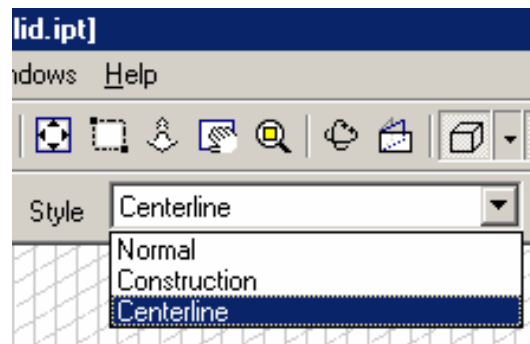 lid.ipt]
ndows Help
Style Centerline
Normal
Construction
Centerline